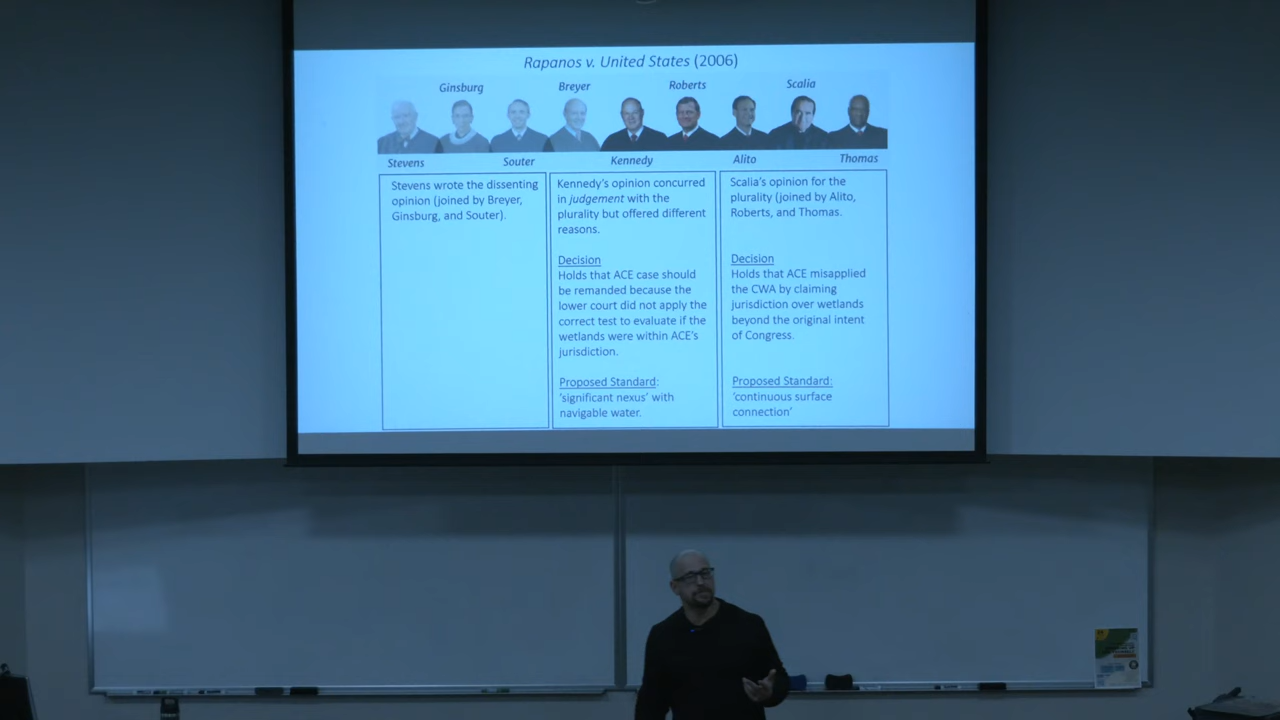 Rapanos v. United States (2006)
Ginsburg Breyer Roberts Scalia
Stevens Souter Kennedy Alito Thomas
Stevens wrote the dissenting
opinion (joined by Breyer,
Ginsburg, and Souter).
Kennedy's opinion concurred
in judgement with the
plurality but offered different
reasons.
Decision
Holds that ACE case should
be remanded because the
lower court did not apply the
correct test to evaluate if the
wetlands were within ACE's
jurisdiction.
Proposed Standard:
'significant nexus' with
navigable water.
Scalia's opinion for the
plurality (joined by Alito,
Roberts, and Thomas.
Decision
Holds that ACE misapplied
the CWA by claiming
jurisdiction over wetlands
beyond the original intent
of Congress.
Proposed Standard:
'continuous surface
connection'